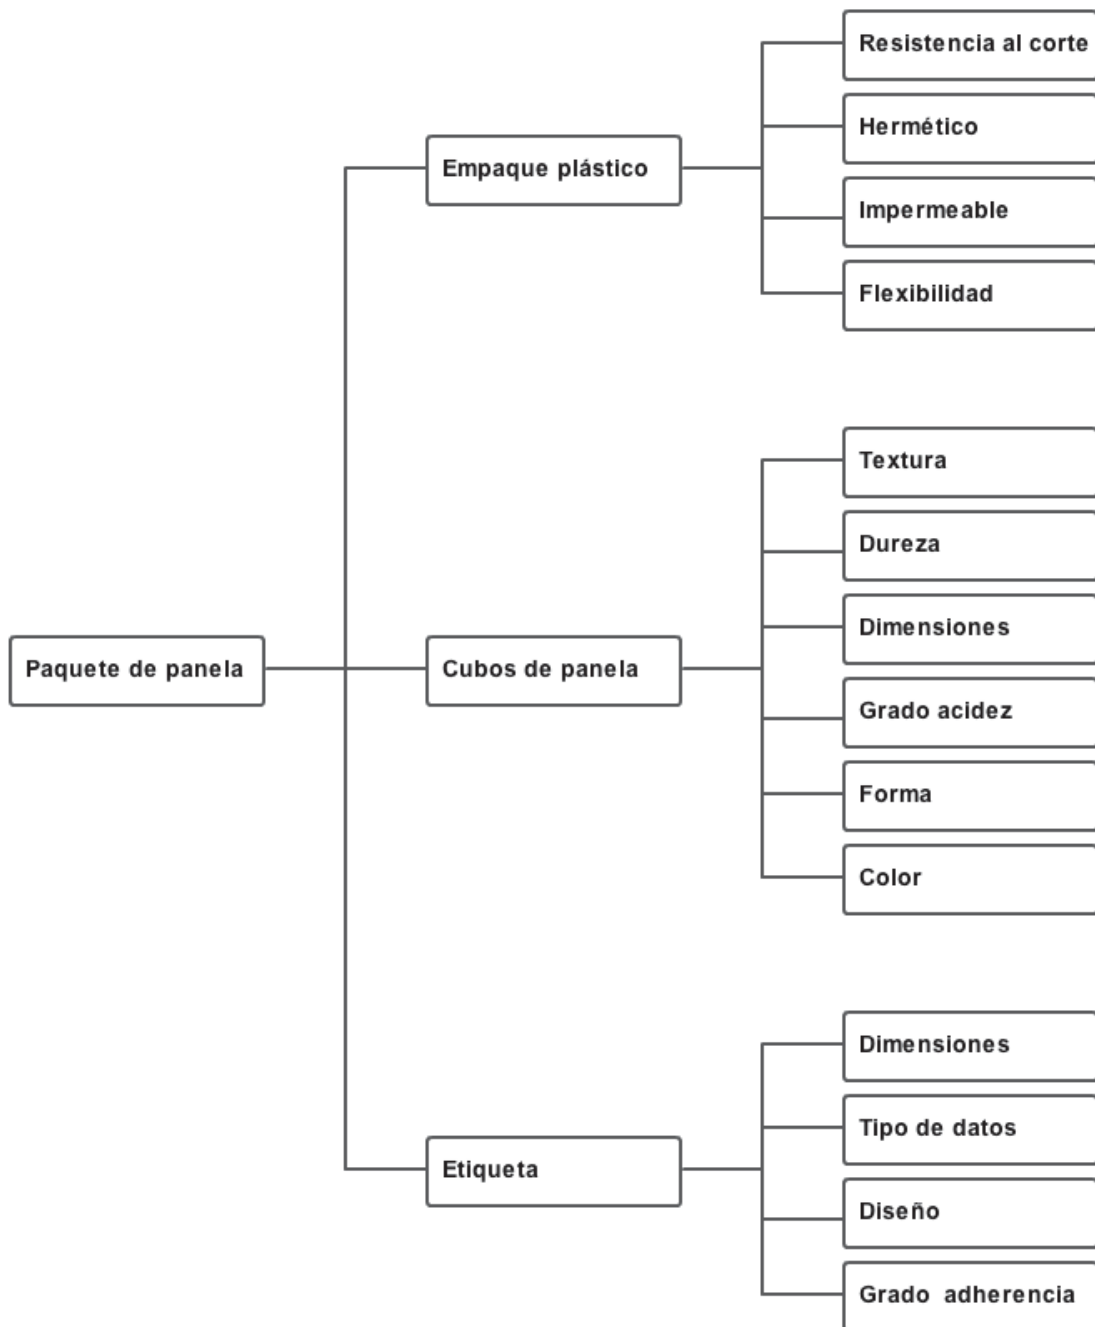 Paquete de panela
Empaque plástico
Resistencia al corte
Hermético
Impermeable
Flexibilidad
Cubos de panela
Textura
Dureza
Dimensiones
Grado acidez
Forma
Color
Etiqueta
Dimensiones
Tipo de datos
Diseño
Grado adherencia